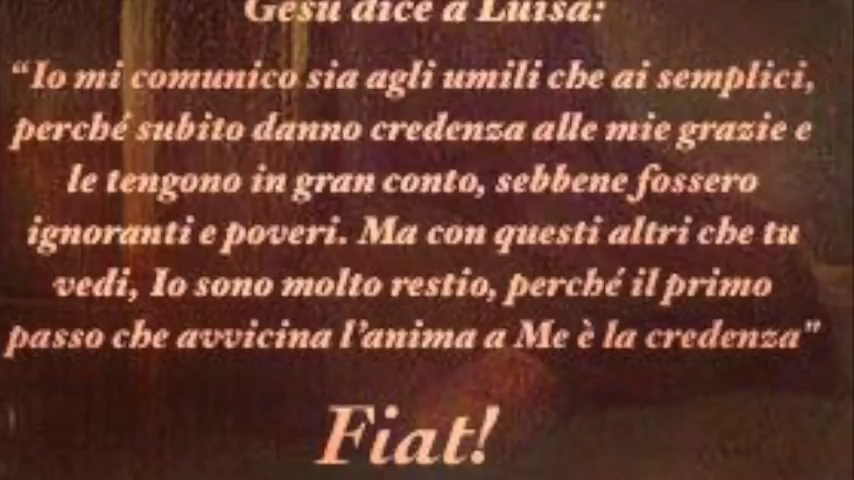 Gesù dice a Luisa:
“Io mi comunico sia agli umili che ai semplici,
perché subito danno credenza alle mie grazie e
le tengono in gran conto, sebbene fossero
ignoranti e poveri. Ma con questi altri che tu
vedi, Io sono molto restio, perché il primo
passo che avvicina l’anima a Me è la credenza"
Fiat!